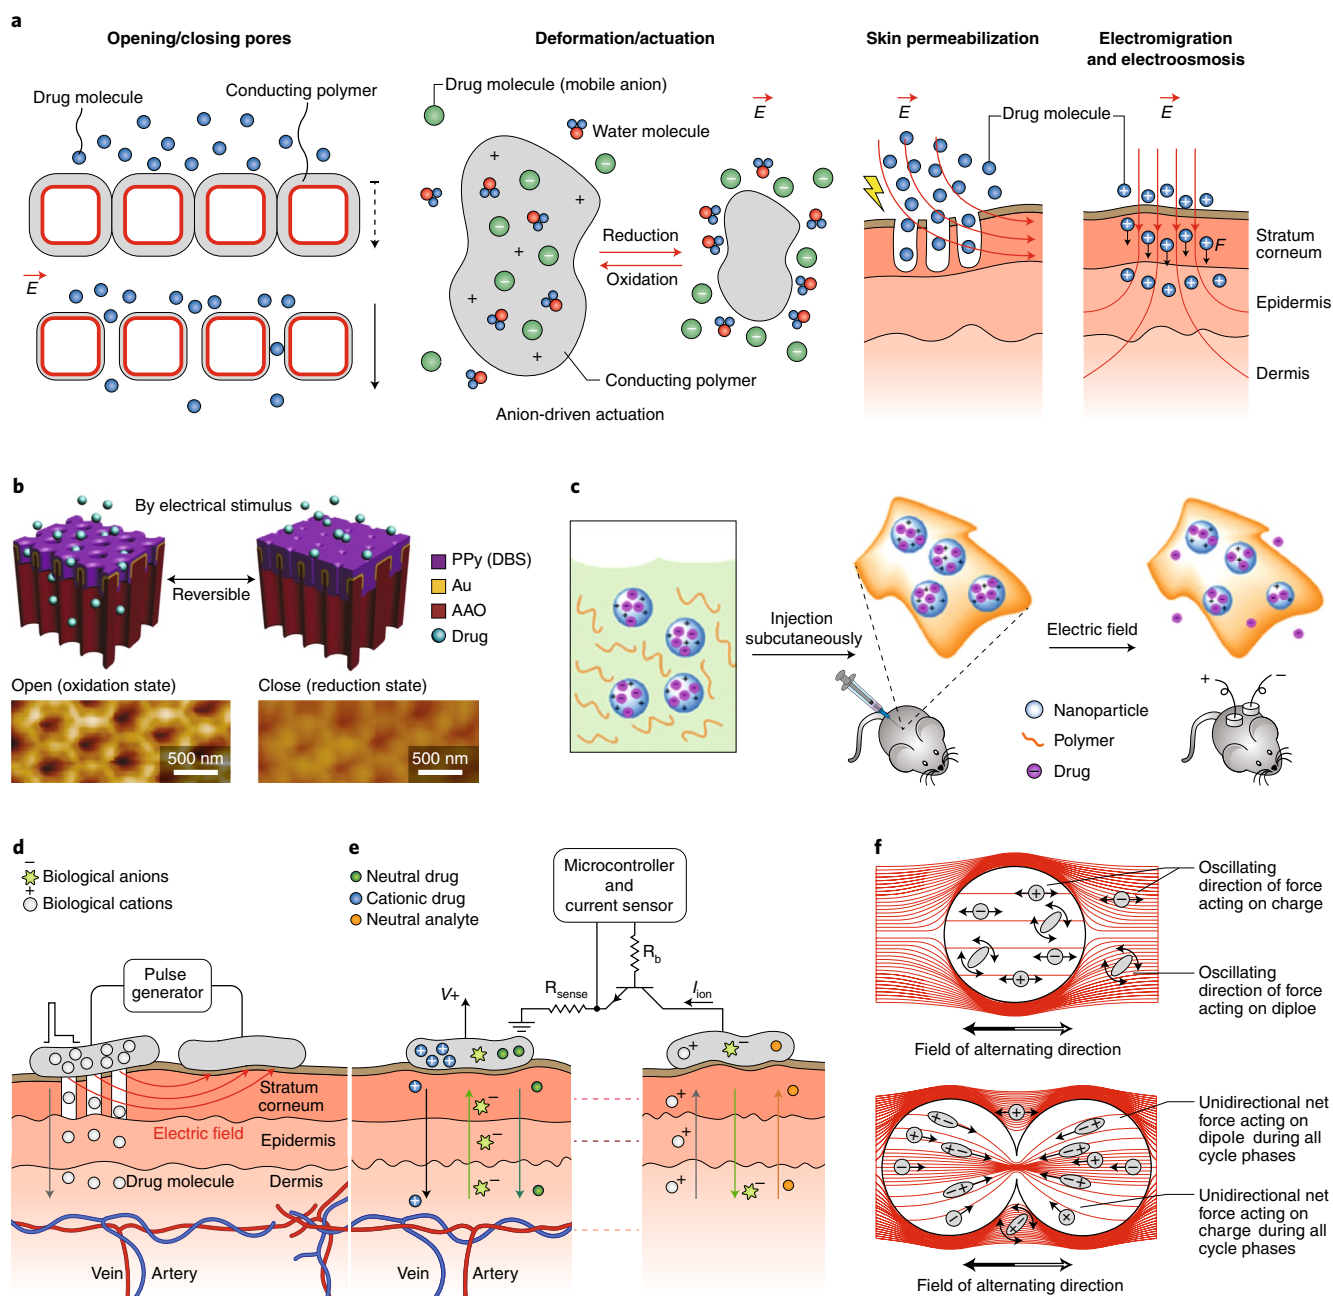 a
Opening/closing pores
Deformation/actuation
Skin permeabilization
Electromigration
and electroosmosis
Drug molecule
Conducting polymer
E
Drug molecule (mobile anion)
Water molecule
+
+
+
+
+
−
−
−
−
−
−
Reduction
Oxidation
Conducting polymer
Anion-driven actuation
E
−
−
−
−
−
−
−
E
Drug molecule
E
+
+
+
+
+
+
+
+
+
F
+
+
+
+
+
Stratum
corneum
Epidermis
Dermis
b
By electrical stimulus
Reversible
PPy (DBS)
Au
AAO
Drug
Open (oxidation state)
Close (reduction state)
500 nm
500 nm
c
Injection
subcutaneously
Electric field
+
−
Nanoparticle
Polymer
Drug
d
−
Biological anions
+
Biological cations
Pulse
generator
Stratum
corneum
Electric field
Epidermis
Drug molecule
Dermis
Vein
Artery
e
Neutral drug
Cationic drug
Neutral analyte
Microcontroller
and
current sensor
Rb
Rsense
Iion
V+
Vein
Artery
f
Oscillating
direction of force
acting on charge
Oscillating
direction of force
acting on diploe
Field of alternating direction
Unidirectional net
force acting on
dipole during all
cycle phases
Unidirectional net
force acting on
charge during all
cycle phases
Field of alternating direction